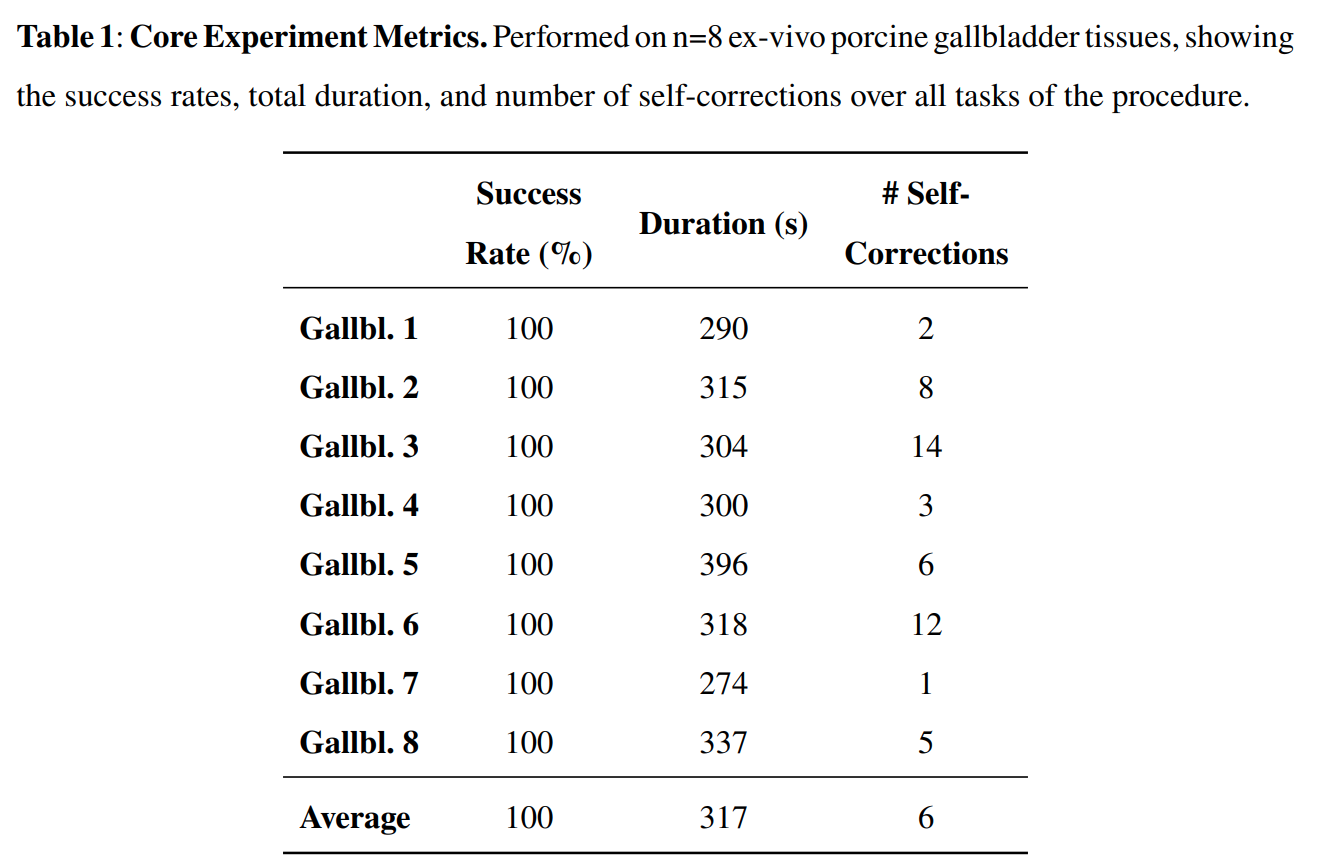 Table 1: Core Experiment Metrics. Performed on n=8 ex-vivo porcine gallbladder tissues, showing
the success rates, total duration, and number of self-corrections over all tasks of the procedure.
Success Rate (%) Duration (s) # Self-Corrections
Gallbl. 1 100 290 2
Gallbl. 2 100 315 8
Gallbl. 3 100 304 14
Gallbl. 4 100 300 3
Gallbl. 5 100 396 6
Gallbl. 6 100 318 12
Gallbl. 7 100 274 1
Gallbl. 8 100 337 5
Average 100 317 6